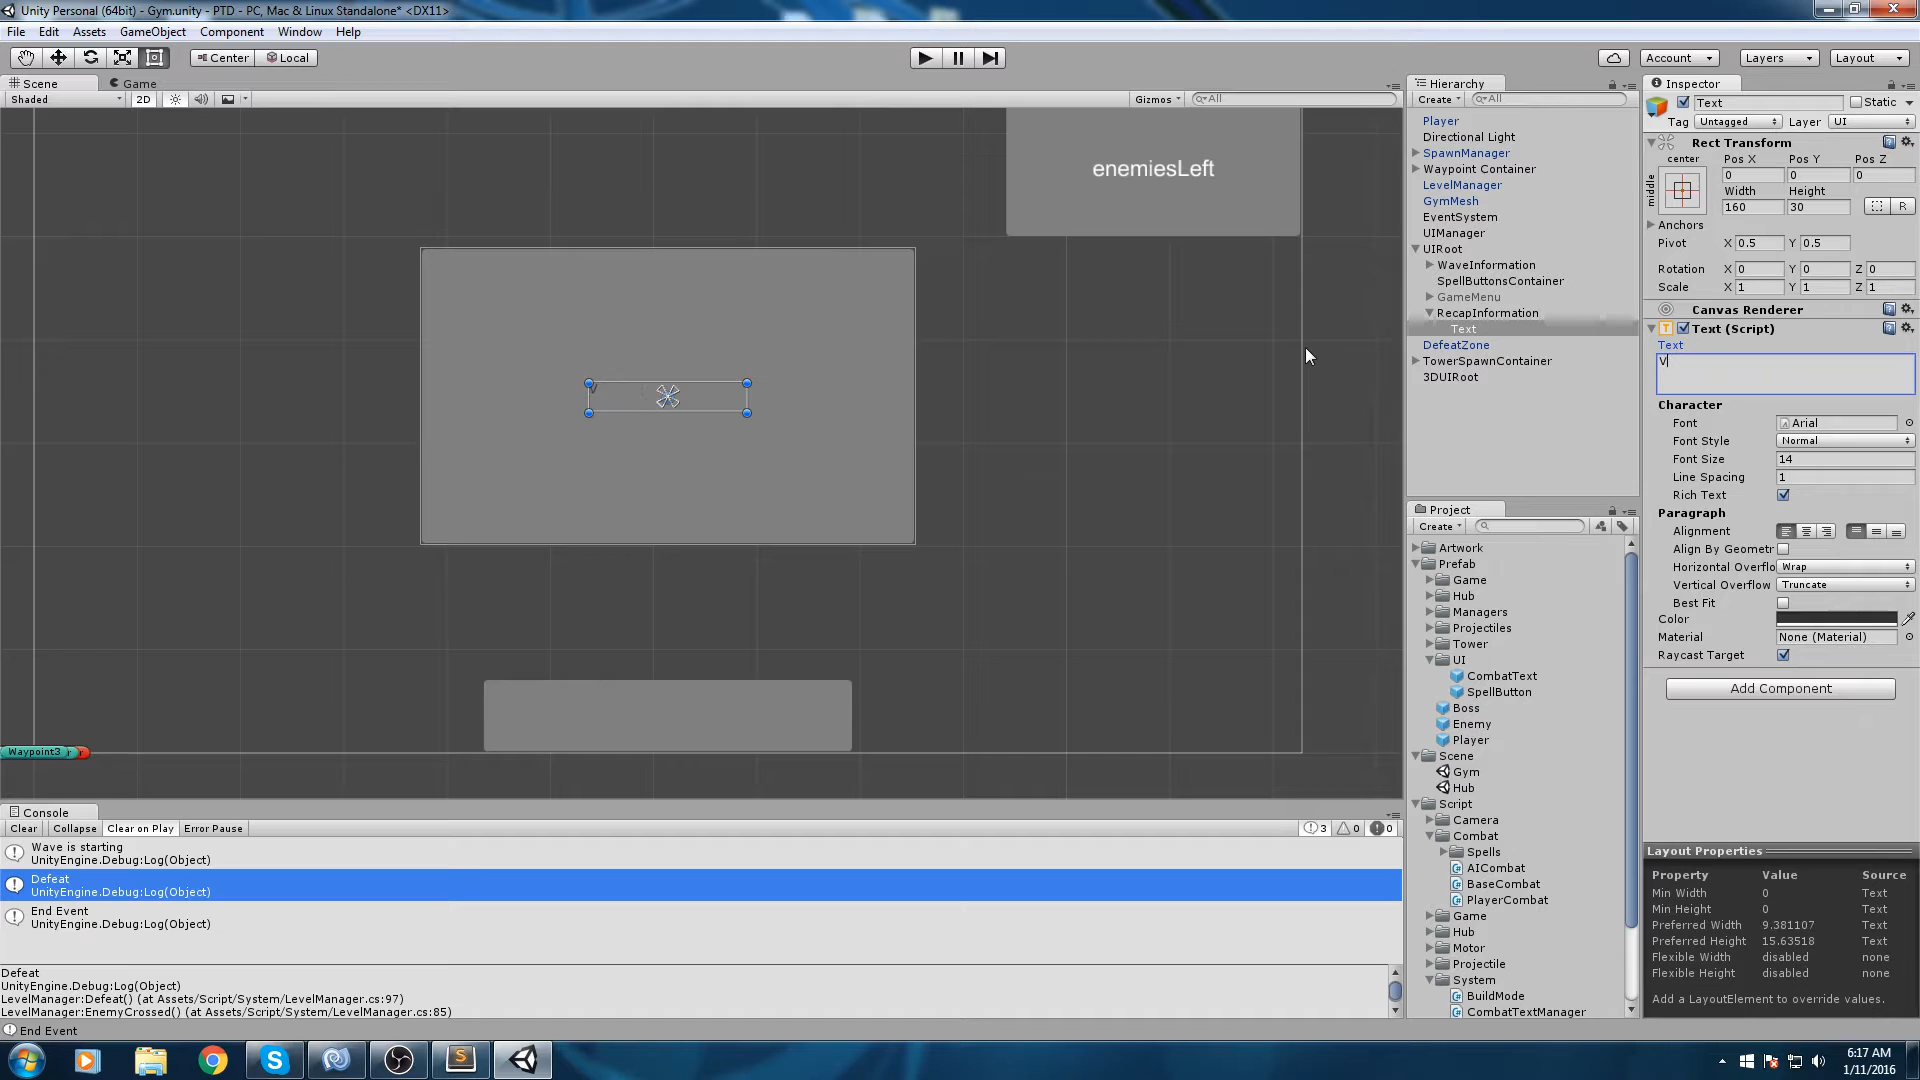 Unity Personal (64bit) - Gym.unity - PTD - PC, Mac & Linux Standalone* <DX11>
File Edit Assets GameObject Component Window Help
Center Local Account Layers Layout
Scene Game
Shaded 2D Gizmos All
enemiesLeft
V
Waypoint3 r r
Console
Clear Collapse Clear on Play Error Pause 3 0 0
Wave is starting
UnityEngine.Debug:Log(Object)
Defeat
UnityEngine.Debug:Log(Object)
End Event
UnityEngine.Debug:Log(Object)
Defeat
UnityEngine.Debug:Log(Object)
LevelManager:Defeat() (at Assets/Script/System/LevelManager.cs:97)
LevelManager:EnemyCrossed() (at Assets/Script/System/LevelManager.cs:85)
End Event
Hierarchy
Create All
Player
Directional Light
SpawnManager
Waypoint Container
LevelManager
GymMesh
EventSystem
UIManager
UIRoot
WaveInformation
SpellButtonsContainer
GameMenu
RecapInformation
Text
DefeatZone
TowerSpawnContainer
3DUIRoot
Project
Create
Artwork
Prefab
Game
Hub
Managers
Projectiles
Tower
UI
CombatText
SpellButton
Boss
Enemy
Player
Scene
Gym
Hub
Script
Camera
Combat
Spells
AICombat
BaseCombat
PlayerCombat
Game
Hub
Motor
Projectile
System
BuildMode
CombatTextManager
Inspector
Text Static
Tag Untagged Layer UI
Rect Transform
center Pos X Pos Y Pos Z
middle 0 0 0
Width Height
160 30 R
Anchors
Pivot X 0.5 Y 0.5
Rotation X 0 Y 0 Z 0
Scale X 1 Y 1 Z 1
Canvas Renderer
Text (Script)
Text
V
Character
Font Arial
Font Style Normal
Font Size 14
Line Spacing 1
Rich Text
Paragraph
Alignment
Align By Geometr
Horizontal Overflo Wrap
Vertical Overflow Truncate
Best Fit
Color
Material None (Material)
Raycast Target
Add Component
Layout Properties
Property Value Source
Min Width 0 Text
Min Height 0 Text
Preferred Width 9.381107 Text
Preferred Height 15.63518 Text
Flexible Width disabled none
Flexible Height disabled none
Add a LayoutElement to override values.
6:17 AM
1/11/2016